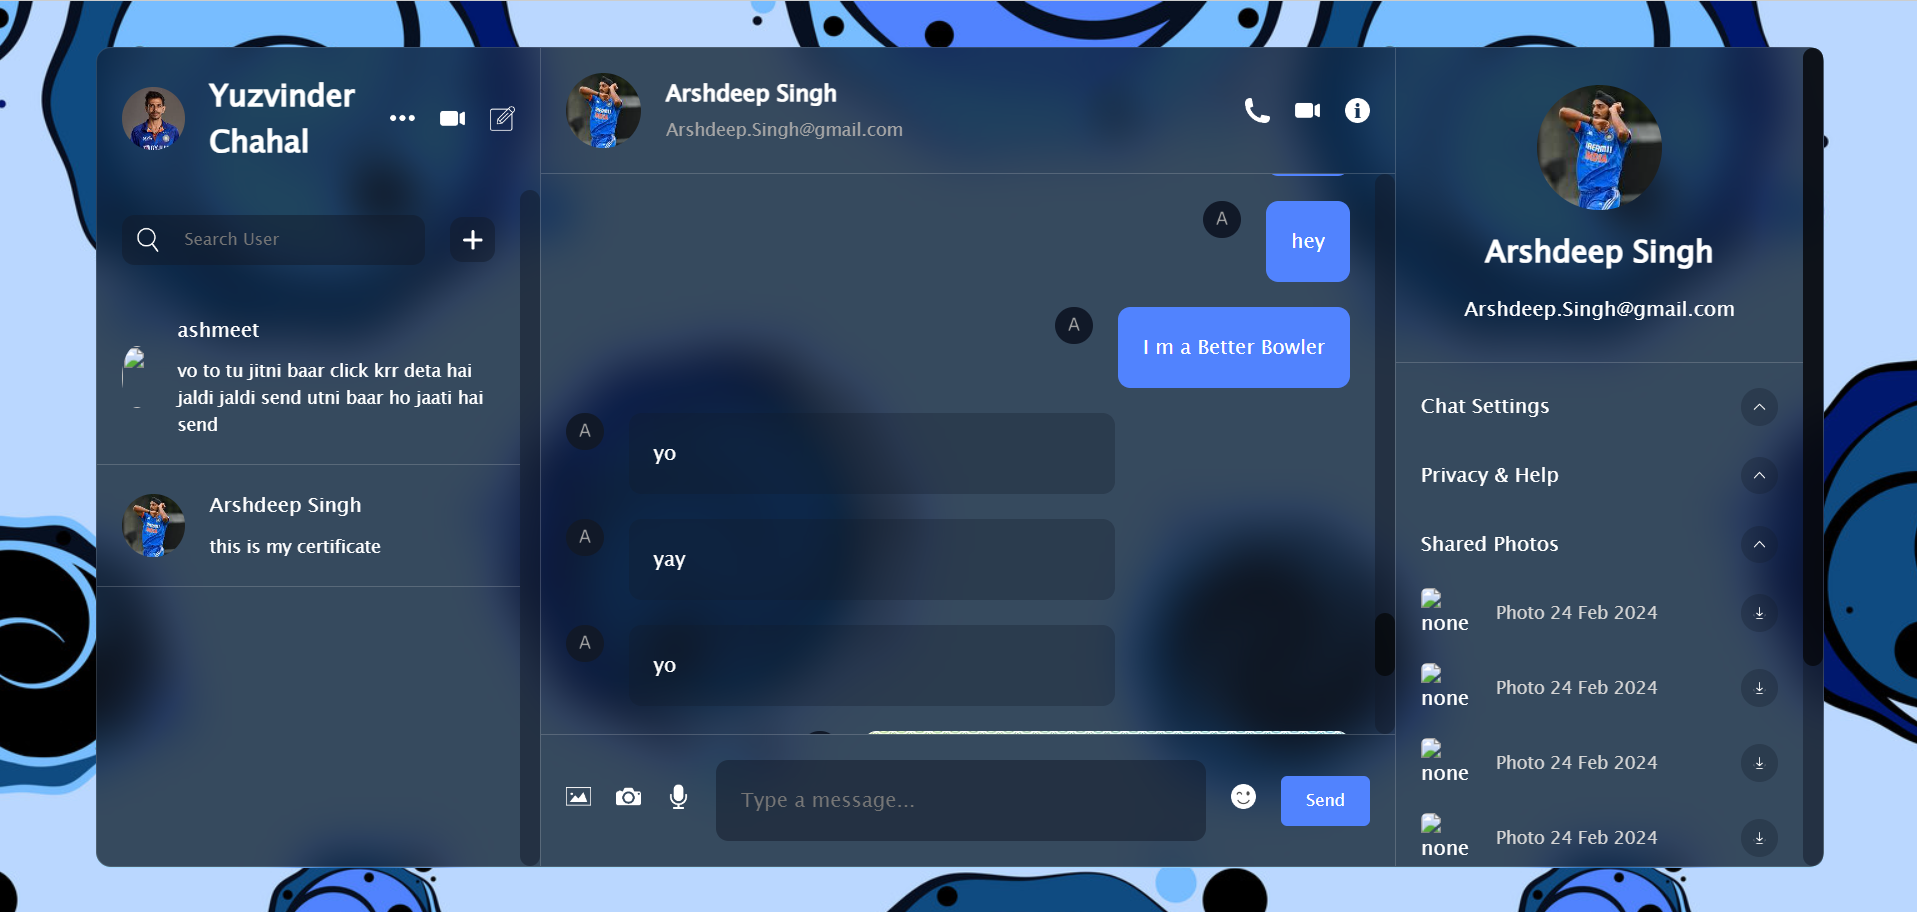 Yuzvinder
Chahal
Search User
ashmeet
vo to tu jitni baar click krr deta hai
jaldi jaldi send utni baar ho jaati hai
send
Arshdeep Singh
this is my certificate
Arshdeep Singh
Arshdeep.Singh@gmail.com
A
hey
A
I m a Better Bowler
A
yo
A
yay
A
yo
Type a message...
Send
Arshdeep Singh
Arshdeep.Singh@gmail.com
Chat Settings
Privacy & Help
Shared Photos
none Photo 24 Feb 2024
none Photo 24 Feb 2024
none Photo 24 Feb 2024
none Photo 24 Feb 2024